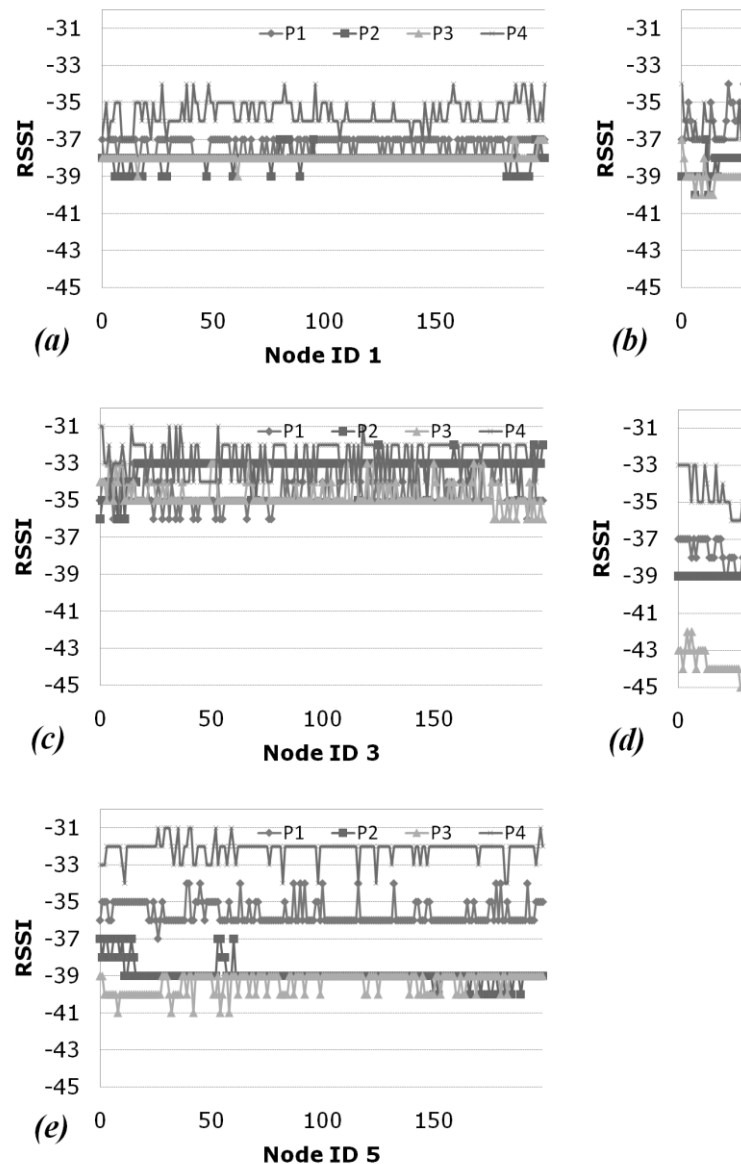 -31
P1 P2 P3 P4
-33
-35
-37
-39
-41
-43
-45
RSSI
0 50 100 150
(a)
Node ID 1
-31
-33
-35
-37
-39
-41
-43
-45
RSSI
0
(b)
-31
P1 P2 P3 P4
-33
-35
-37
-39
-41
-43
-45
RSSI
0 50 100 150
(c)
Node ID 3
-31
-33
-35
-37
-39
-41
-43
-45
RSSI
0
(d)
-31
P1 P2 P3 P4
-33
-35
-37
-39
-41
-43
-45
RSSI
0 50 100 150
(e)
Node ID 5